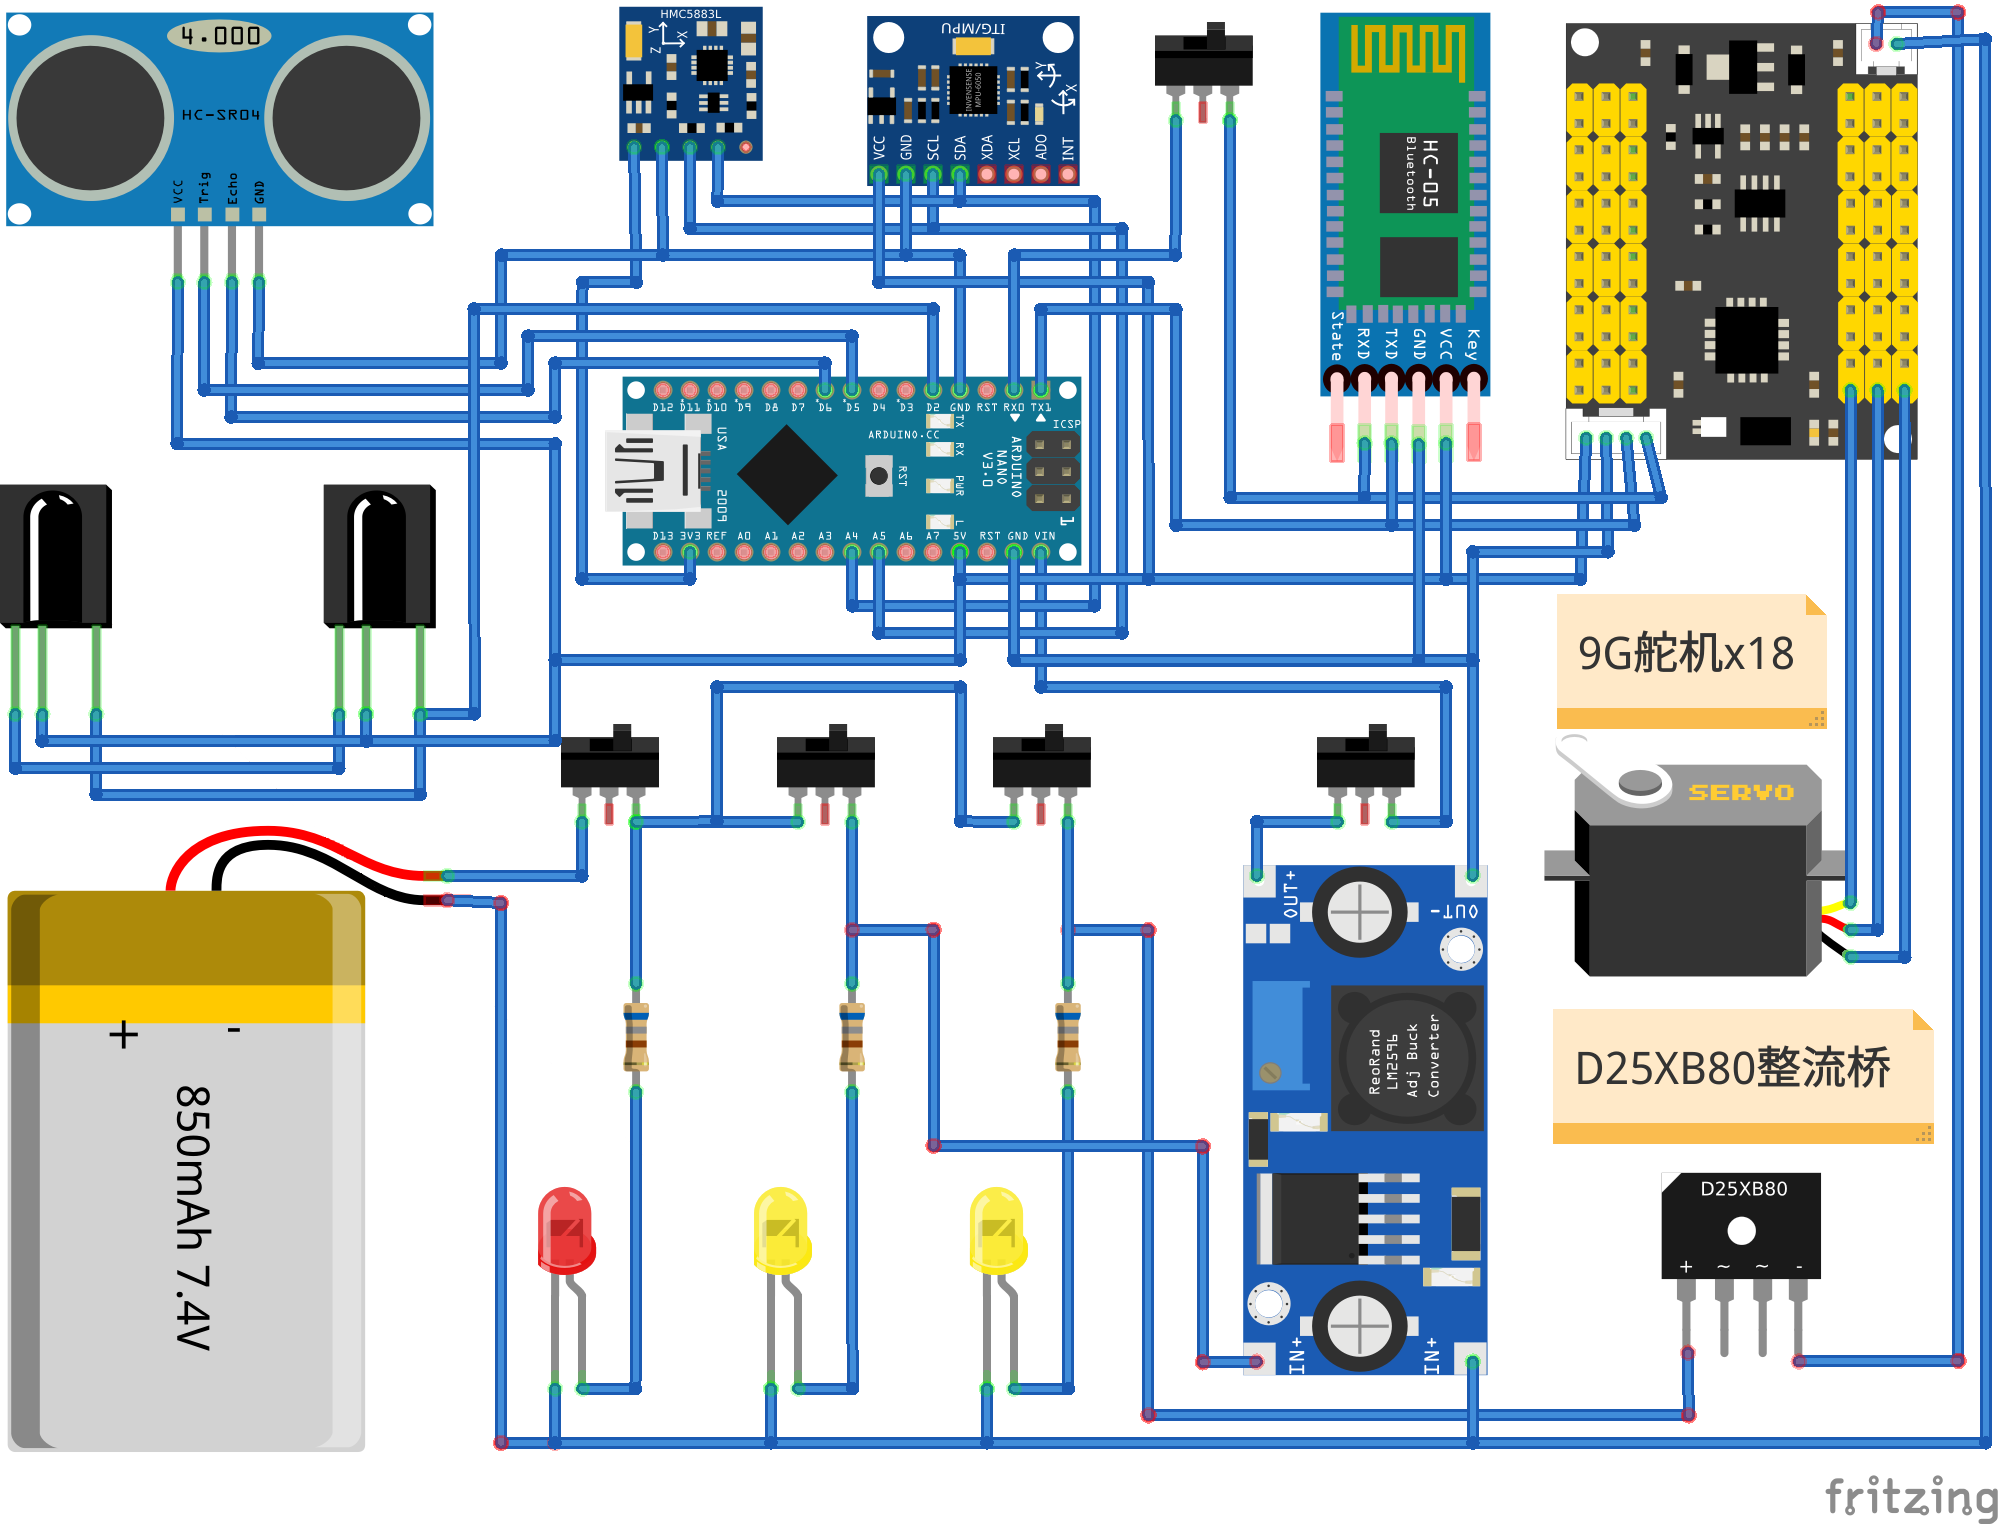 4.000
HC-SR04
VCC
Trig
Echo
GND
HMC5883L
Z
Y
X
ITG/MPU
INVENSENSE
MPU-6050
Y
X
VCC
GND
SCL
SDA
XDA
XCL
ADO
INT
HC-05
Bluetooth
State
RXD
TXD
GND
VCC
Key
D12
D11
D10
D9
D8
D7
D6
D5
D4
D3
D2
GND
RST
RX0
TX1
USA
2009
ARDUINO.CC
RST
TX
RX
PWR
L
ICSP
ARDUINO
NANO
V3.0
1
D13
3V3
REF
A0
A1
A2
A3
A4
A5
A6
A7
5V
RST
GND
VIN
9G舵机x18
SERVO
D25XB80整流桥
D25XB80
+
~
~
-
+
-
850mAh 7.4V
OUT+
OUT-
ReoRand
LM2596
Adj Buck
Converter
IN+
IN+
fritzing